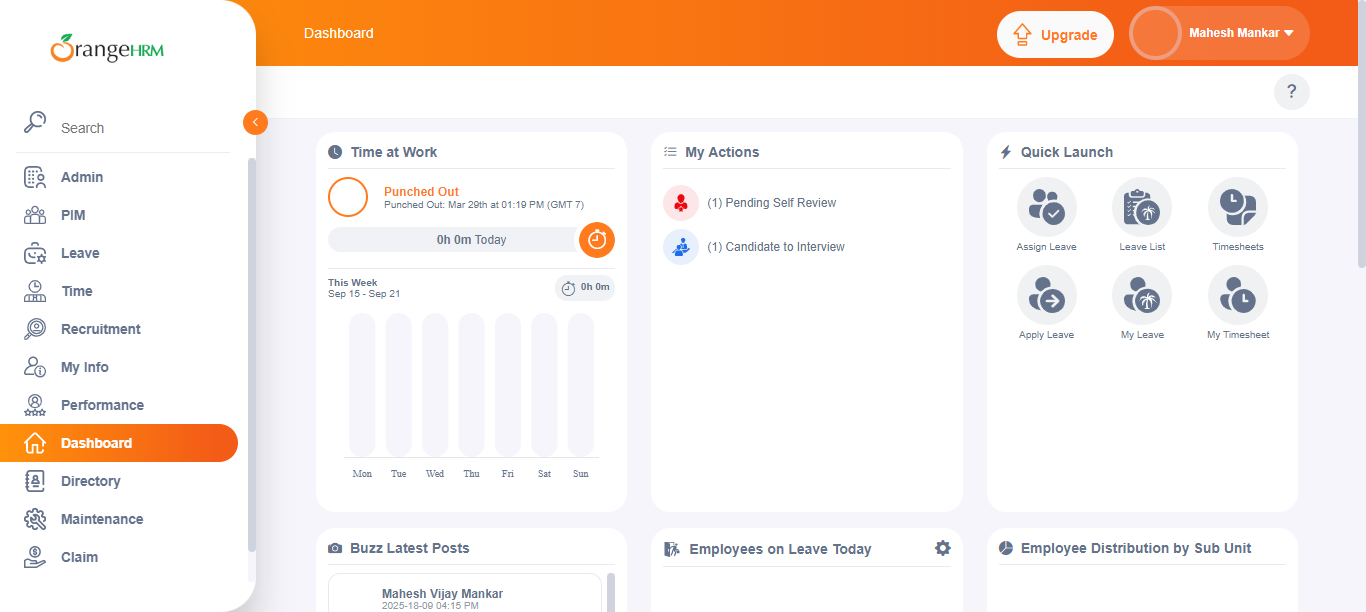 OrangeHRM
Search
Admin
PIM
Leave
Time
Recruitment
My Info
Performance
Dashboard
Directory
Maintenance
Claim
Dashboard
Upgrade
Mahesh Mankar
?
Time at Work
Punched Out
Punched Out: Mar 29th at 01:19 PM (GMT 7)
0h 0m Today
This Week
Sep 15 - Sep 21
0h 0m
Mon Tue Wed Thu Fri Sat Sun
My Actions
(1) Pending Self Review
(1) Candidate to Interview
Quick Launch
Assign Leave
Leave List
Timesheets
Apply Leave
My Leave
My Timesheet
Buzz Latest Posts
Mahesh Vijay Mankar
2025-18-09 04:15 PM
Employees on Leave Today
Employee Distribution by Sub Unit